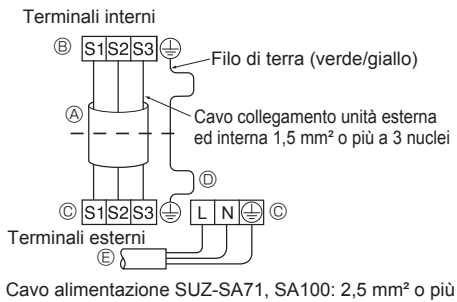 Terminali interni
Ⓑ S1 S2 S3
Filo di terra (verde/giallo)
Ⓐ
Cavo collegamento unità esterna
ed interna 1,5 mm² o più a 3 nuclei
Ⓓ
Ⓒ S1 S2 S3
L N Ⓒ
Terminali esterni
Ⓔ
Cavo alimentazione SUZ-SA71, SA100: 2,5 mm² o più